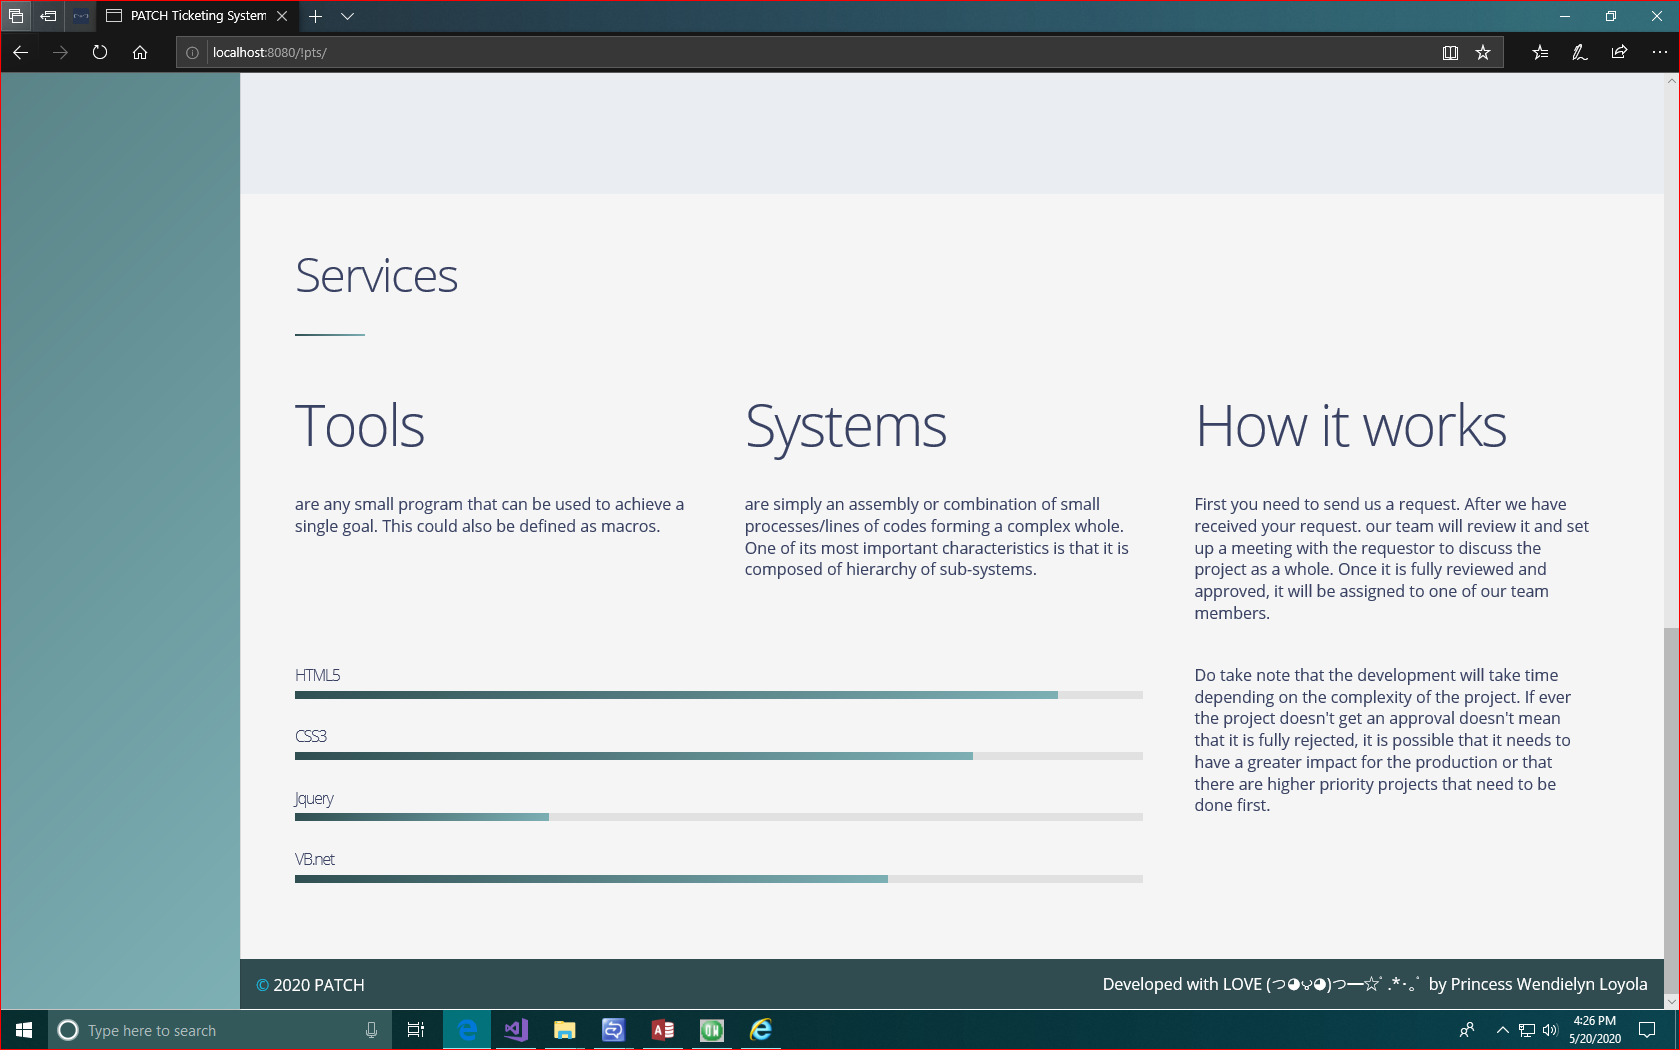 PATCH Ticketing System
localhost:8080/!pts/
Services
Tools
are any small program that can be used to achieve a
single goal. This could also be defined as macros.
Systems
are simply an assembly or combination of small
processes/lines of codes forming a complex whole.
One of its most important characteristics is that it is
composed of hierarchy of sub-systems.
How it works
First you need to send us a request. After we have
received your request. our team will review it and set
up a meeting with the requestor to discuss the
project as a whole. Once it is fully reviewed and
approved, it will be assigned to one of our team
members.
HTML5
CSS3
Jquery
VB.net
Do take note that the development will take time
depending on the complexity of the project. If ever
the project doesn't get an approval doesn't mean
that it is fully rejected, it is possible that it needs to
have a greater impact for the production or that
there are higher priority projects that need to be
done first.
© 2020 PATCH
Developed with LOVE (つ◕౪◕)つ━☆ﾟ.*･｡ﾟ by Princess Wendielyn Loyola
Type here to search
4:26 PM
5/20/2020